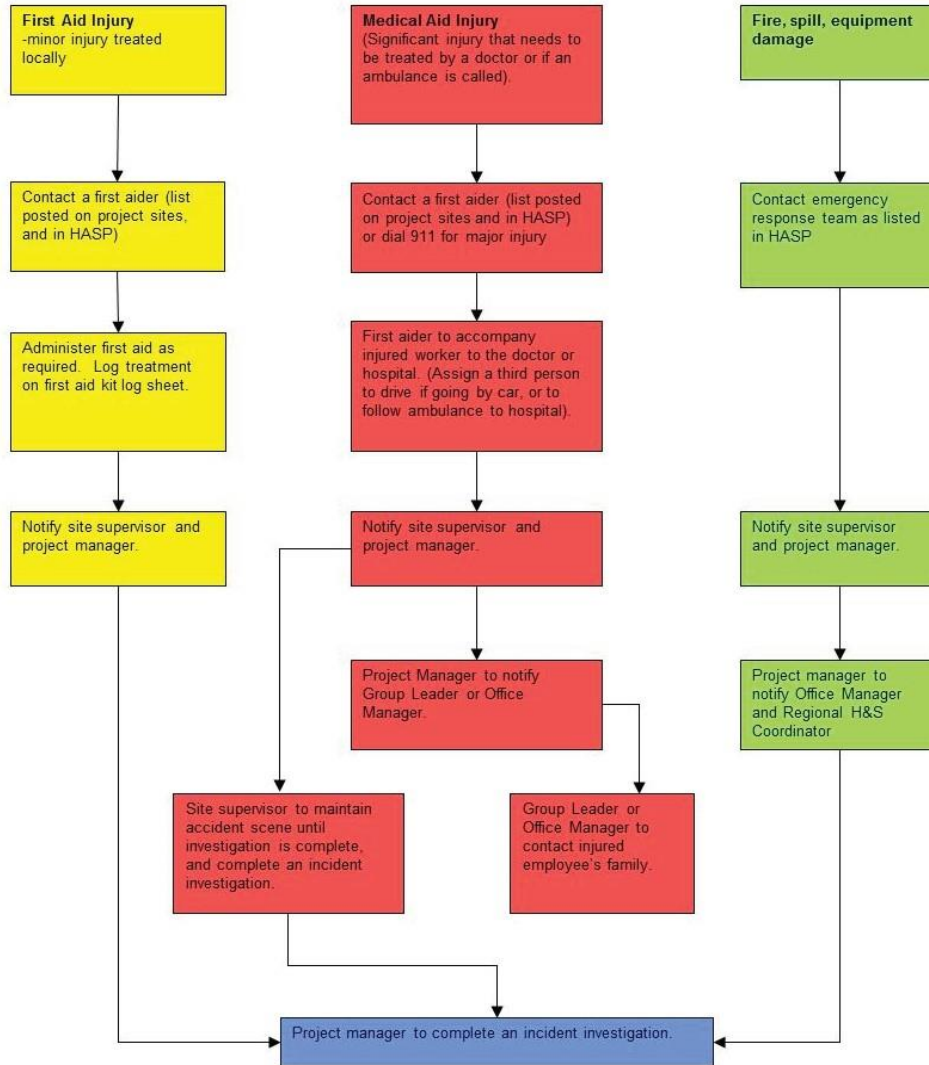 First Aid Injury
-minor injury treated
locally
Medical Aid Injury
(Significant injury that needs to
be treated by a doctor or if an
ambulance is called).
Fire, spill, equipment
damage
Contact a first aider (list
posted on project sites,
and in HASP)
Contact a first aider (list posted
on project sites and in HASP)
or dial 911 for major injury
Contact emergency
response team as listed
in HASP
Administer first aid as
required. Log treatment
on first aid kit log sheet.
First aider to accompany
injured worker to the doctor or
hospital. (Assign a third person
to drive if going by car, or to
follow ambulance to hospital).
Notify site supervisor and
project manager.
Notify site supervisor and
project manager.
Notify site supervisor
and project manager.
Project Manager to notify
Group Leader or Office
Manager.
Project manager to
notify Office Manager
and Regional H&S
Coordinator
Site supervisor to maintain
accident scene until
investigation is complete,
and complete an incident
investigation.
Group Leader or
Office Manager to
contact injured
employee's family.
Project manager to complete an incident investigation.